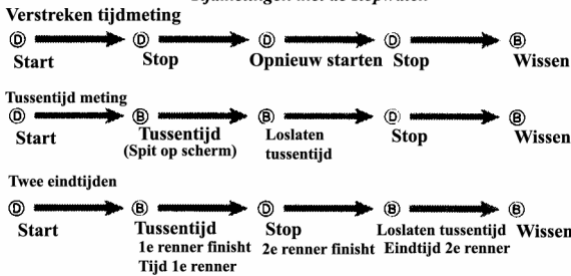 Verstreken tijdmeting
D D D D B
Start Stop Opnieuw starten Stop Wissen
Tussentijd meting
D B B D B
Start Tussentijd Loslaten Stop Wissen
(Spit op scherm) tussentijd
Twee eindtijden
D B D B B
Start Tussentijd Stop Loslaten tussentijd Wissen
1e renner finisht 2e renner finisht Eindtijd 2e renner
Tijd 1e renner